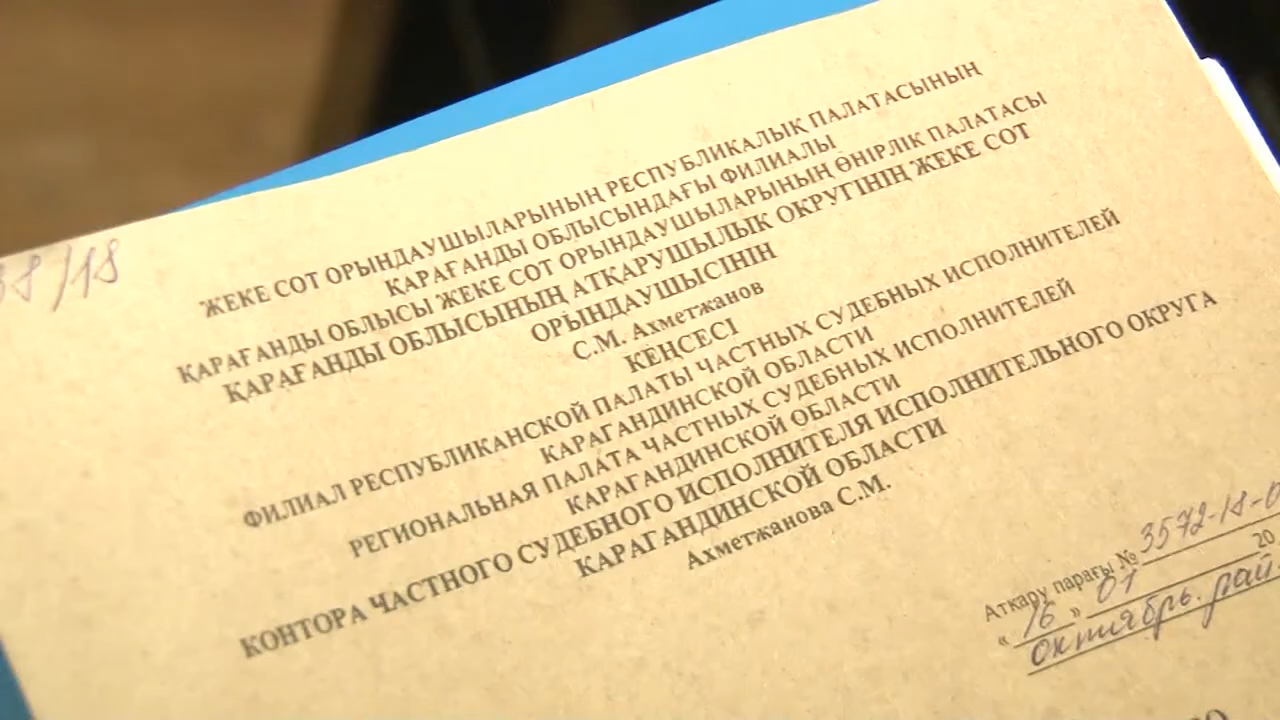 38/18
ЖЕКЕ СОТ ОРЫНДАУШЫЛАРЫНЫҢ РЕСПУБЛИКАЛЫҚ ПАЛАТАСЫНЫҢ
ҚАРАҒАНДЫ ОБЛЫСЫНДАҒЫ ФИЛИАЛЫ
ҚАРАҒАНДЫ ОБЛЫСЫ ЖЕКЕ СОТ ОРЫНДАУШЫЛАРЫНЫҢ ӨҢІРЛІК ПАЛАТАСЫ
ҚАРАҒАНДЫ ОБЛЫСЫНЫҢ АТҚАРУШЫЛЫК ОКРУГІНІҢ ЖЕКЕ СОТ
ОРЫНДАУШЫСІНІҢ
С.М. Ахметжанов
КЕҢСЕСІ
ФИЛИАЛ РЕСПУБЛИКАНСКОЙ ПАЛАТЫ ЧАСТНЫХ СУДЕБНЫХ ИСПОЛНИТЕЛЕЙ
КАРАГАНДИНСКОЙ ОБЛАСТИ
РЕГИОНАЛЬНАЯ ПАЛАТА ЧАСТНЫХ СУДЕБНЫХ ИСПОЛНИТЕЛЕЙ
КАРАГАНДИНСКОЙ ОБЛАСТИ
КОНТОРА ЧАСТНОГО СУДЕБНОГО ИСПОЛНИТЕЛЯ ИСПОЛНИТЕЛЬНОГО ОКРУГА
КАРАГАНДИНСКОЙ ОБЛАСТИ
Ахметжанова С.М.
Атқару парағы № 3572-18-0
« 16 » 01 20
октябрь. рай